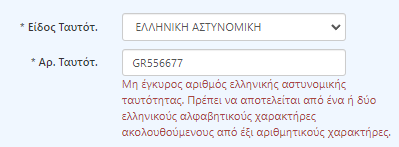 * Είδος Ταυτότ. ΕΛΛΗΝΙΚΗ ΑΣΤΥΝΟΜΙΚΗ
* Αρ. Ταυτότ. GR556677
Μη έγκυρος αριθμός ελληνικής αστυνομικής
ταυτότητας. Πρέπει να αποτελείται από ένα ή δύο
ελληνικούς αλφαβητικούς χαρακτήρες
ακολουθούμενους από έξι αριθμητικούς χαρακτήρες.